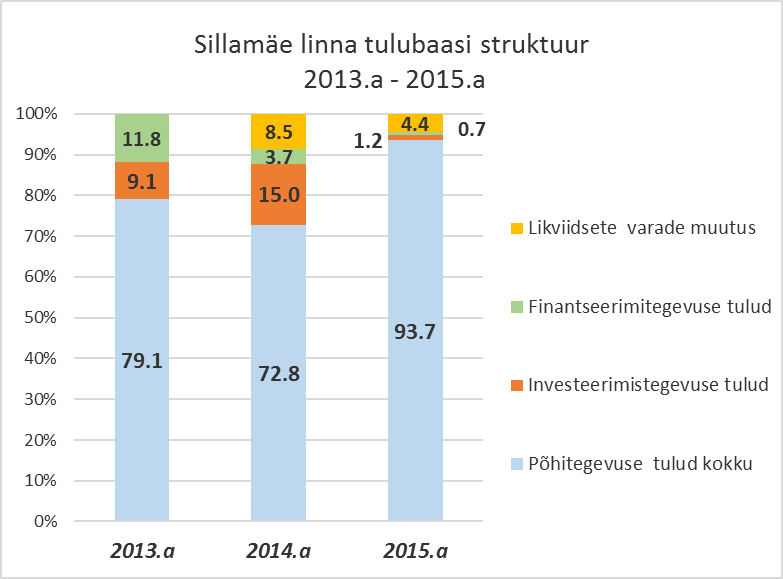 Sillamäe linna tulubaasi struktuur
2013.a - 2015.a
100%
90%
80%
70%
60%
50%
40%
30%
20%
10%
0%
11.8
9.1
79.1
8.5
3.7
15.0
72.8
4.4
0.7
1.2
93.7
2013.a
2014.a
2015.a
Likviidsete varade muutus
Finantseerimitegevuse tulud
Investeerimistegevuse tulud
Põhitegevuse tulud kokku